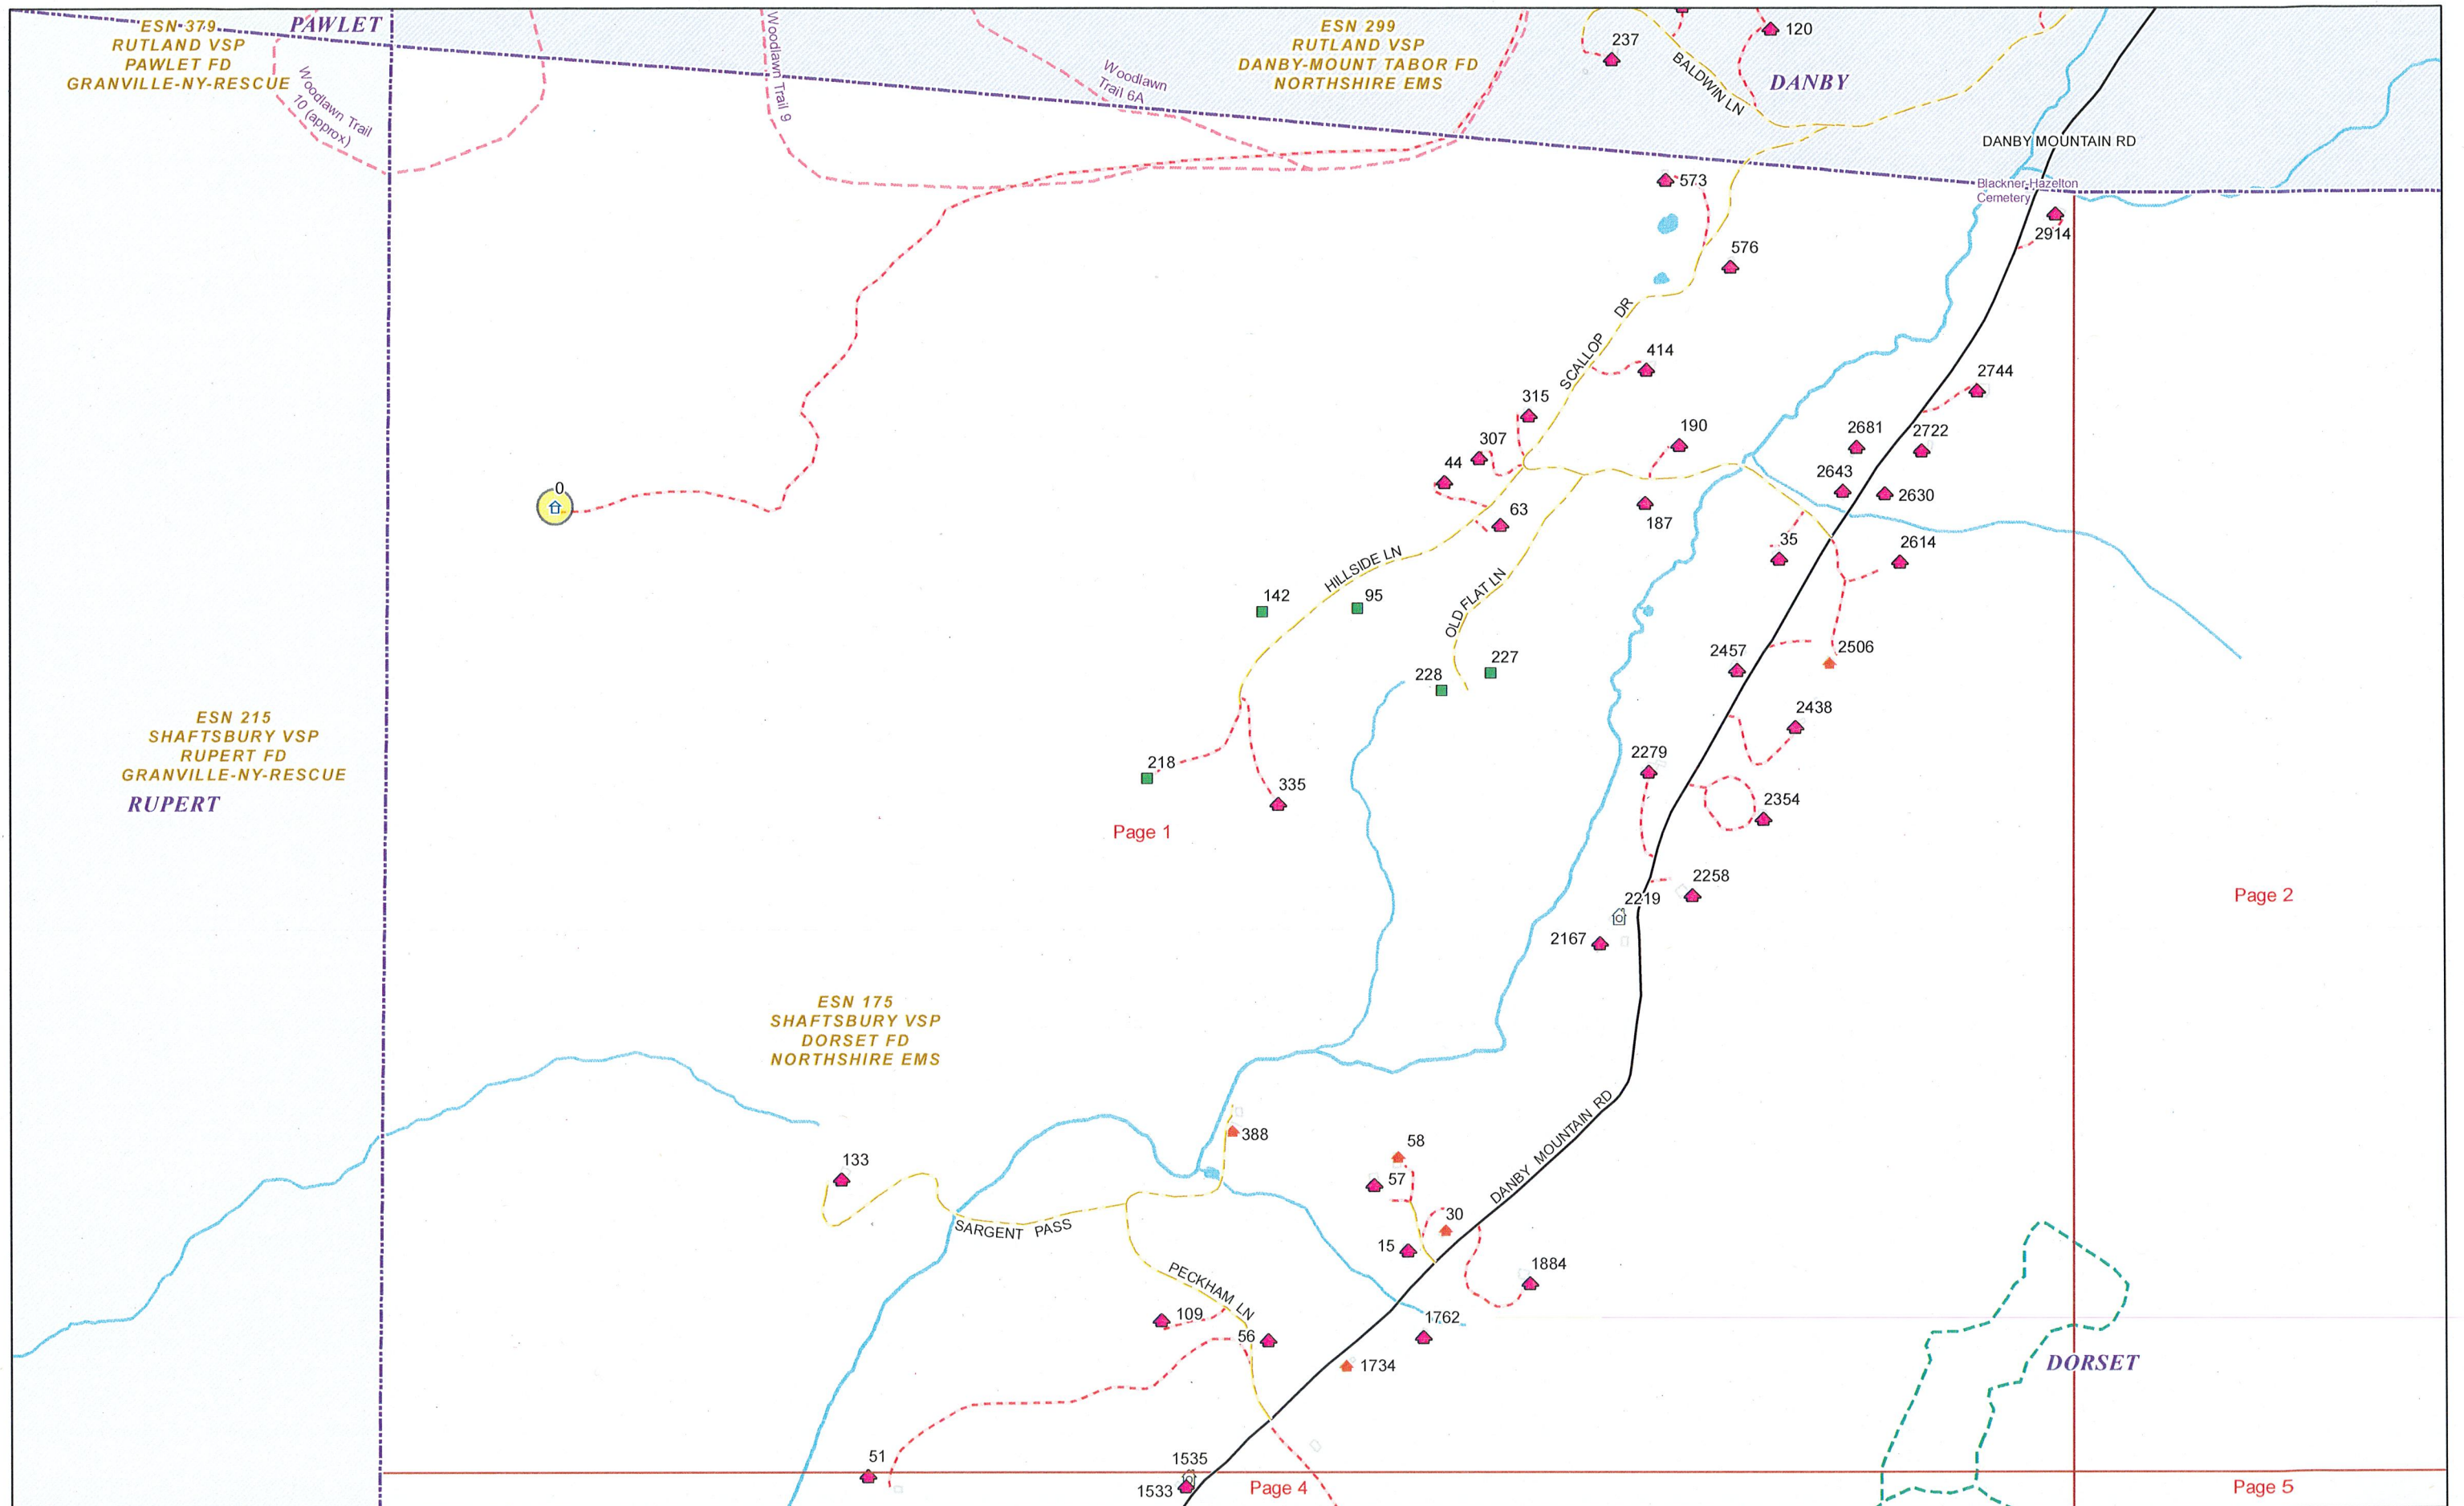 ESN 379
RUTLAND VSP
PAWLET FD
GRANVILLE-NY-RESCUE
PAWLET
Woodlawn Trail
10 (approx)
Woodlawn Trail 9
Woodlawn
Trail 6A
ESN 299
RUTLAND VSP
DANBY-MOUNT TABOR FD
NORTHSHIRE EMS
237
120
BALDWIN LN
DANBY
DANBY MOUNTAIN RD
Blackner-Hazelton
Cemetery
573
576
2914
SCALLOP DR
414
315
307
44
190
63
187
2744
2681
2722
2643
2630
35
2614
0
HILLSIDE LN
OLD FLAT LN
142
95
227
228
2457
2506
2438
2279
2354
218
335
Page 1
ESN 215
SHAFTSBURY VSP
RUPERT FD
GRANVILLE-NY-RESCUE
RUPERT
2258
2219
2167
Page 2
ESN 175
SHAFTSBURY VSP
DORSET FD
NORTHSHIRE EMS
388
133
58
57
30
15
DANBY MOUNTAIN RD
SARGENT PASS
1884
PECKHAM LN
109
56
1762
1734
DORSET
51
1535
1533
Page 4
Page 5